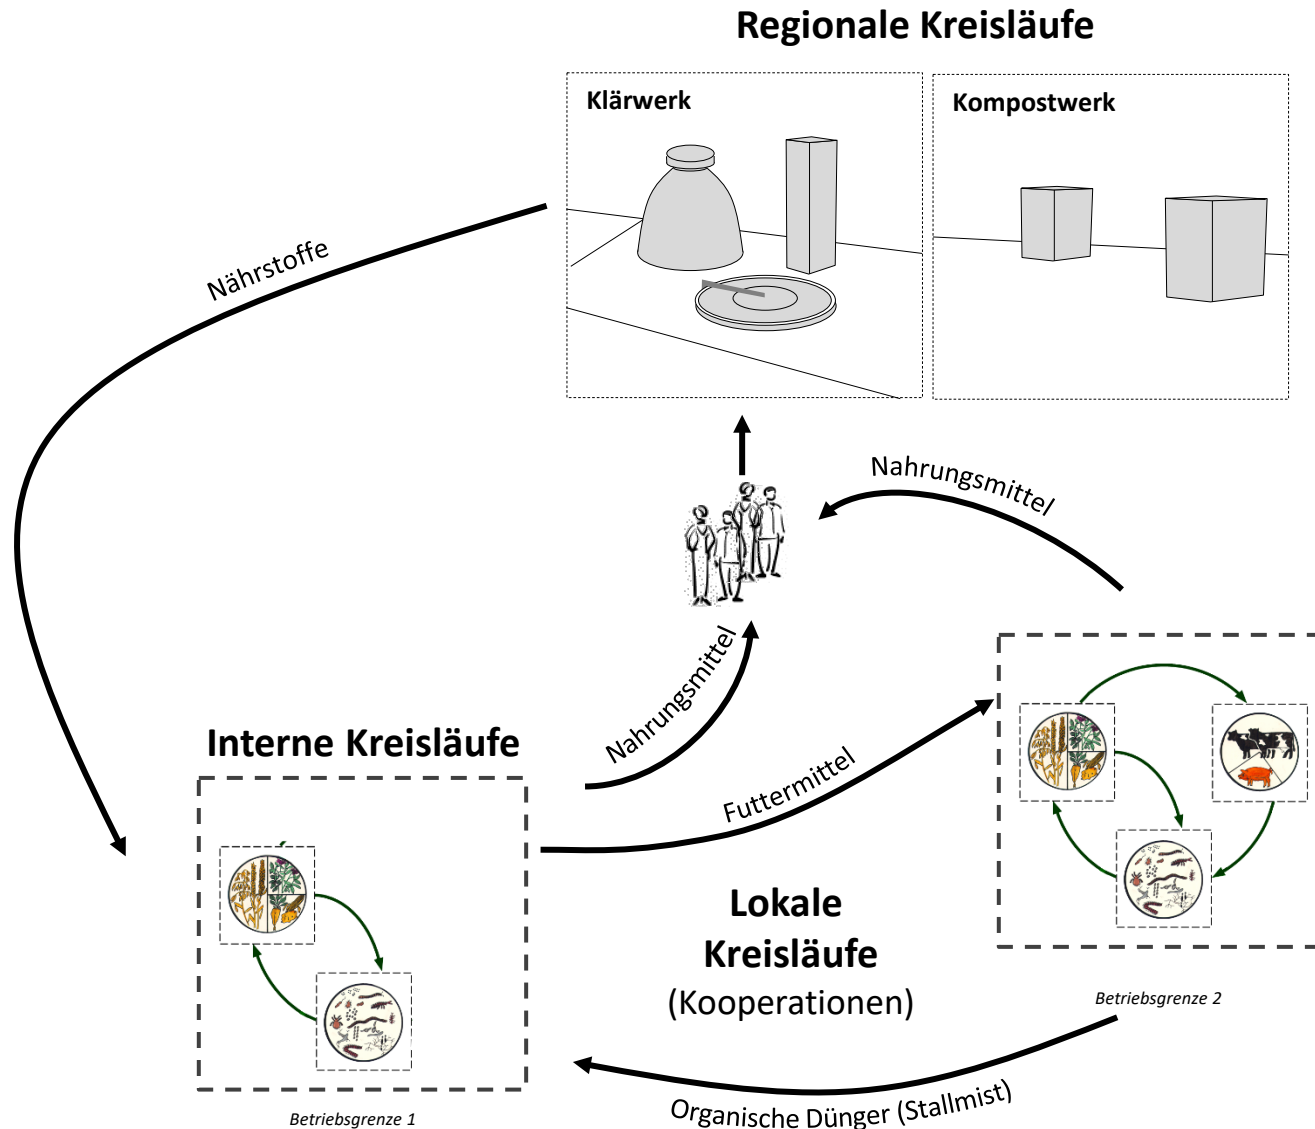 Regionale Kreisläufe
Klärwerk
Kompostwerk
Nährstoffe
Nahrungsmittel
Nahrungsmittel
Interne Kreisläufe
Futtermittel
Lokale
Kreisläufe
(Kooperationen)
Betriebsgrenze 2
Organische Dünger (Stallmist)
Betriebsgrenze 1